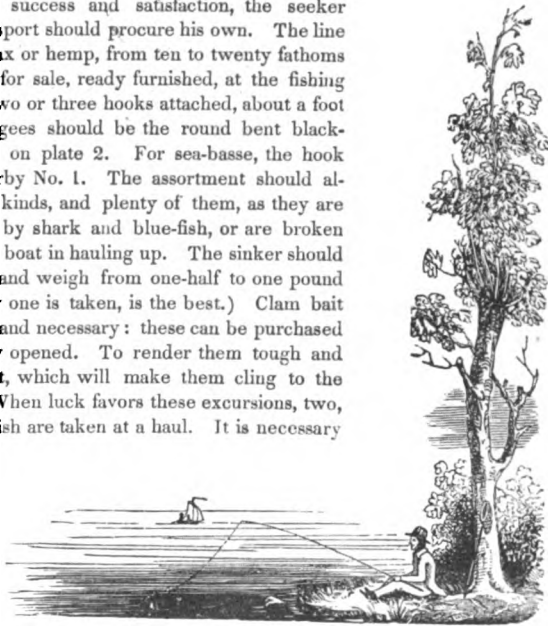 success and satisfaction, the seeker
port should procure his own. The line
x or hemp, from ten to twenty fathoms
for sale, ready furnished, at the fishing
wo or three hooks attached, about a foot
gees should be the round bent black-
on plate 2. For sea-basse, the hook
by No. 1. The assortment should al-
kinds, and plenty of them, as they are
by shark and blue-fish, or are broken
boat in hauling up. The sinker should
and weigh from one-half to one pound
one is taken, is the best.) Clam bait
and necessary: these can be purchased
opened. To render them tough and
t, which will make them cling to the
When luck favors these excursions, two,
ish are taken at a haul. It is necessary